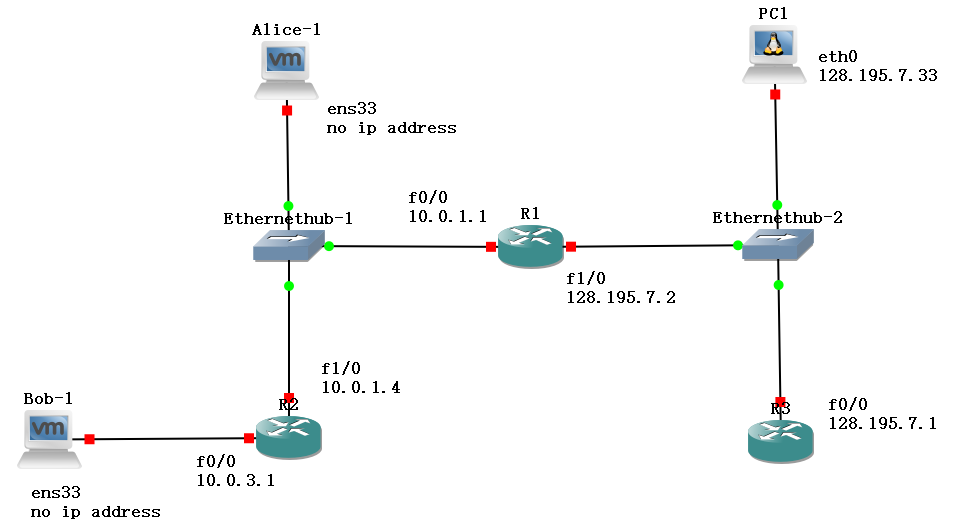 Alice-1
vm
ens33
no ip address
PC1
eth0
128.195.7.33
f0/0
10.0.1.1
R1
Ethernethub-1
Ethernethub-2
f1/0
128.195.7.2
f1/0
10.0.1.4
R2
Bob-1
vm
f0/0
10.0.3.1
ens33
no ip address
R3
f0/0
128.195.7.1